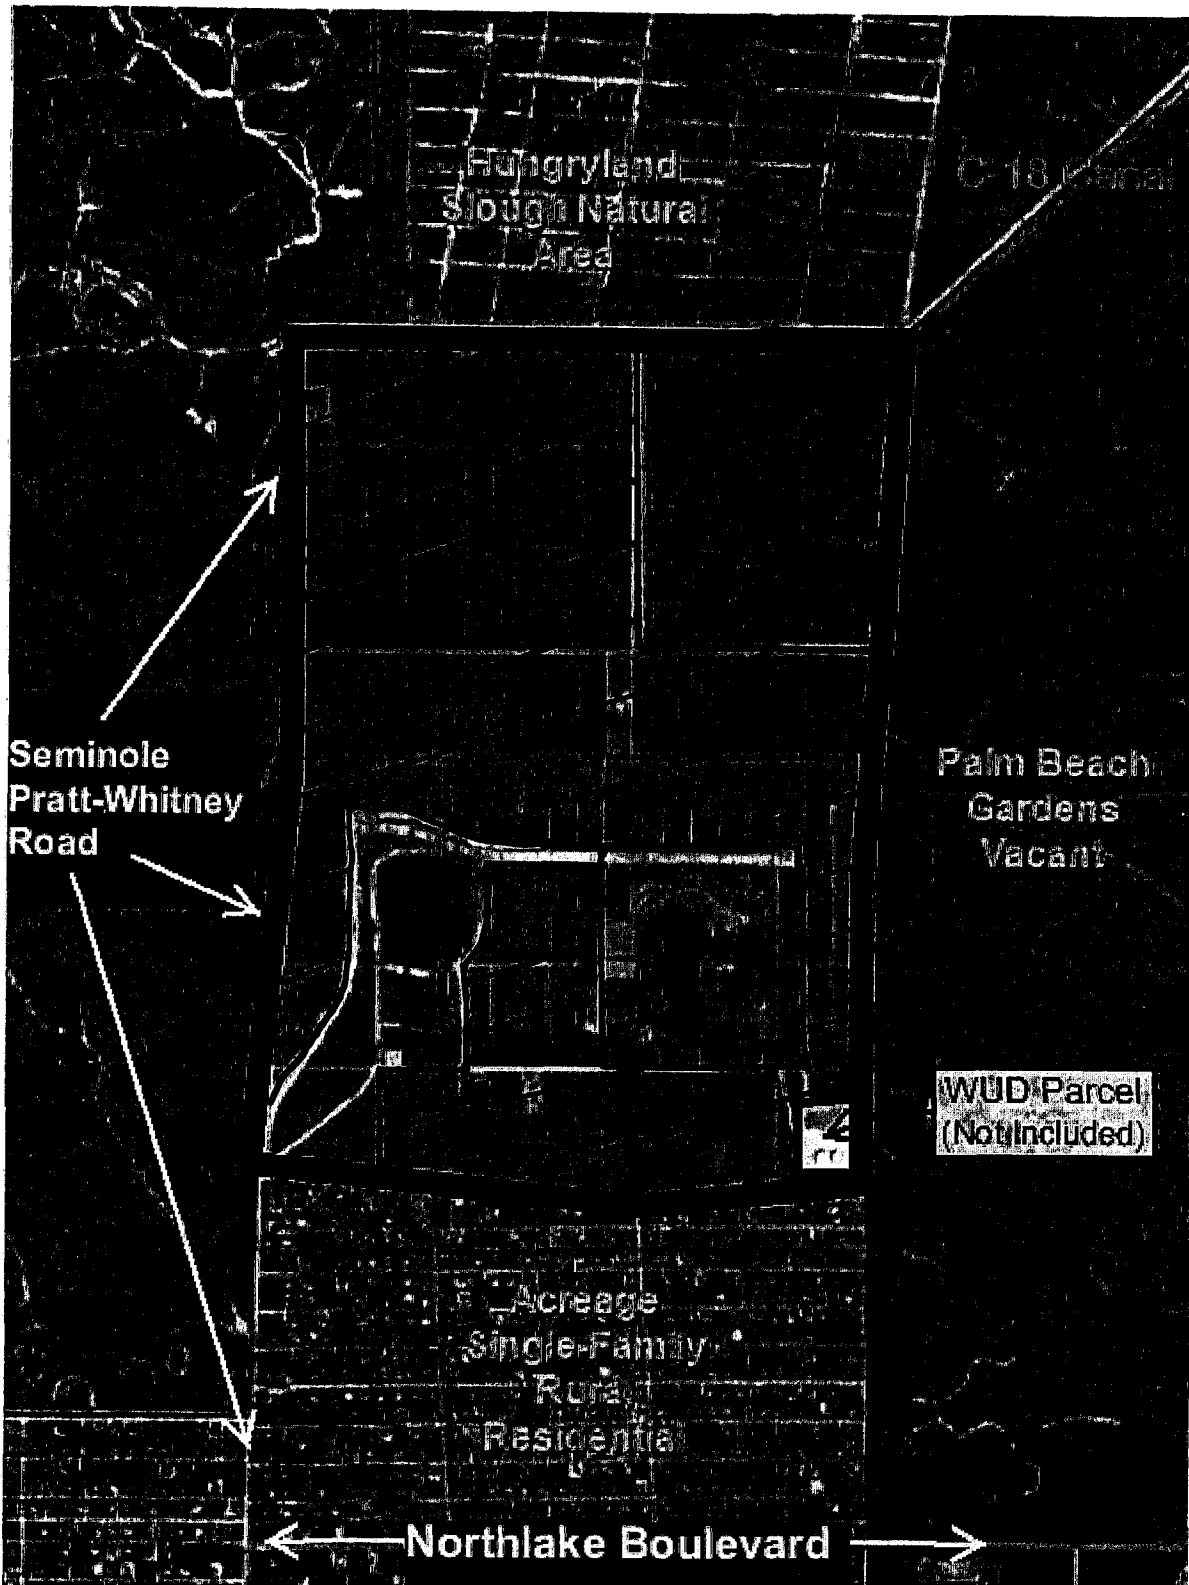 Hungryland
Slough Natural
Area
C-18 Canal
Seminole
Pratt-Whitney
Road
Palm Beach
Gardens
Vacant
WUD Parcel
(Not Included)
Acreage
Single-Family
Rural
Residential
Northlake Boulevard